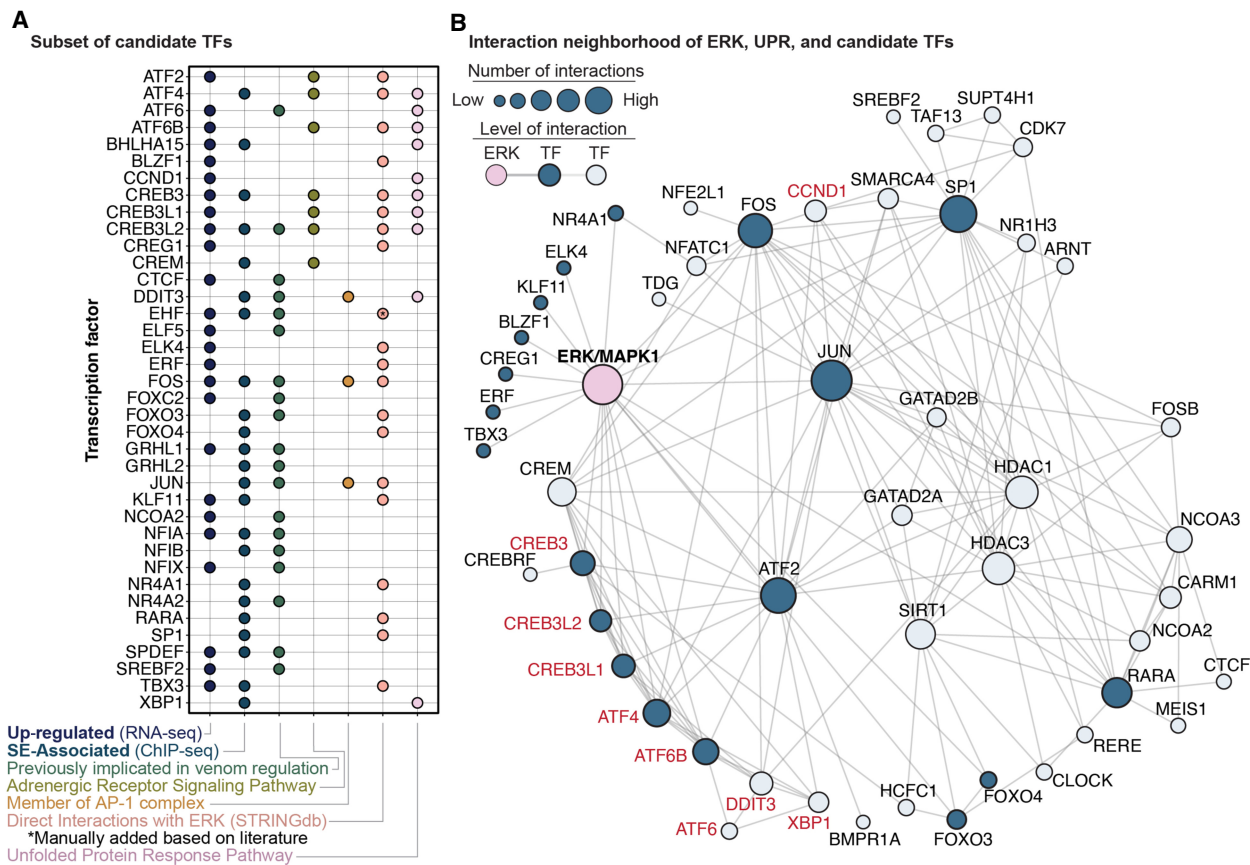 A
Subset of candidate TFs
Transcription factor
ATF2
ATF4
ATF6
ATF6B
BHLHA15
BLZF1
CCND1
CREB3
CREB3L1
CREB3L2
CREG1
CREM
CTCF
DDIT3
EHF
*
ELF5
ELK4
ERF
FOS
FOXC2
FOXO3
FOXO4
GRHL1
GRHL2
JUN
KLF11
NCOA2
NFIA
NFIB
NFIX
NR4A1
NR4A2
RARA
SP1
SPDEF
SREBF2
TBX3
XBP1
Up-regulated (RNA-seq)
SE-Associated (ChIP-seq)
Previously implicated in venom regulation
Adrenergic Receptor Signaling Pathway
Member of AP-1 complex
Direct Interactions with ERK (STRINGdb)
*Manually added based on literature
Unfolded Protein Response Pathway
B
Interaction neighborhood of ERK, UPR, and candidate TFs
Number of interactions
Low High
Level of interaction
ERK TF TF
SREBF2
SUPT4H1
TAF13
CDK7
NFE2L1
CCND1
SMARCA4
SP1
NR4A1
FOS
NR1H3
ARNT
ELK4
NFATC1
TDG
KLF11
BLZF1
CREG1
ERK/MAPK1
JUN
ERF
GATAD2B
FOSB
TBX3
CREM
HDAC1
GATAD2A
NCOA3
CREB3
CREBRF
HDAC3
ATF2
CARM1
SIRT1
CREB3L2
NCOA2
CREB3L1
RARA
CTCF
ATF4
MEIS1
ATF6B
RERE
CLOCK
DDIT3
HCFC1
FOXO4
ATF6
XBP1
BMPR1A
FOXO3